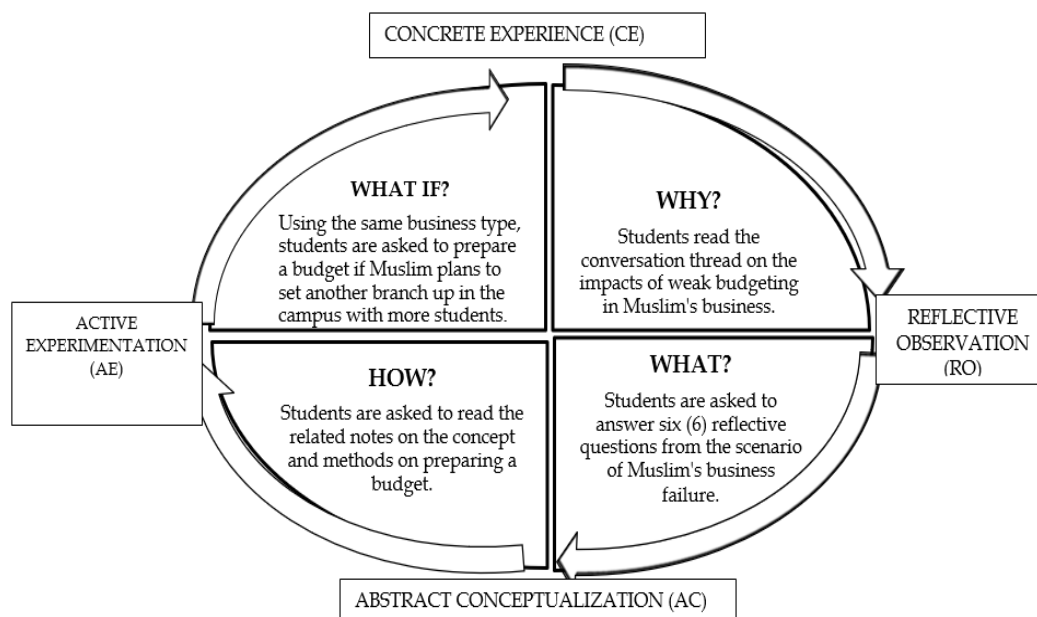 CONCRETE EXPERIENCE (CE)
WHAT IF?
Using the same business type,
students are asked to prepare
a budget if Muslim plans to
set another branch up in the
campus with more students.
WHY?
Students read the
conversation thread on the
impacts of weak budgeting
in Muslim's business.
ACTIVE
EXPERIMENTATION
(AE)
REFLECTIVE
OBSERVATION
(RO)
HOW?
Students are asked to read the
related notes on the concept
and methods on preparing a
budget.
WHAT?
Students are asked to
answer six (6) reflective
questions from the scenario
of Muslim's business
failure.
ABSTRACT CONCEPTUALIZATION (AC)